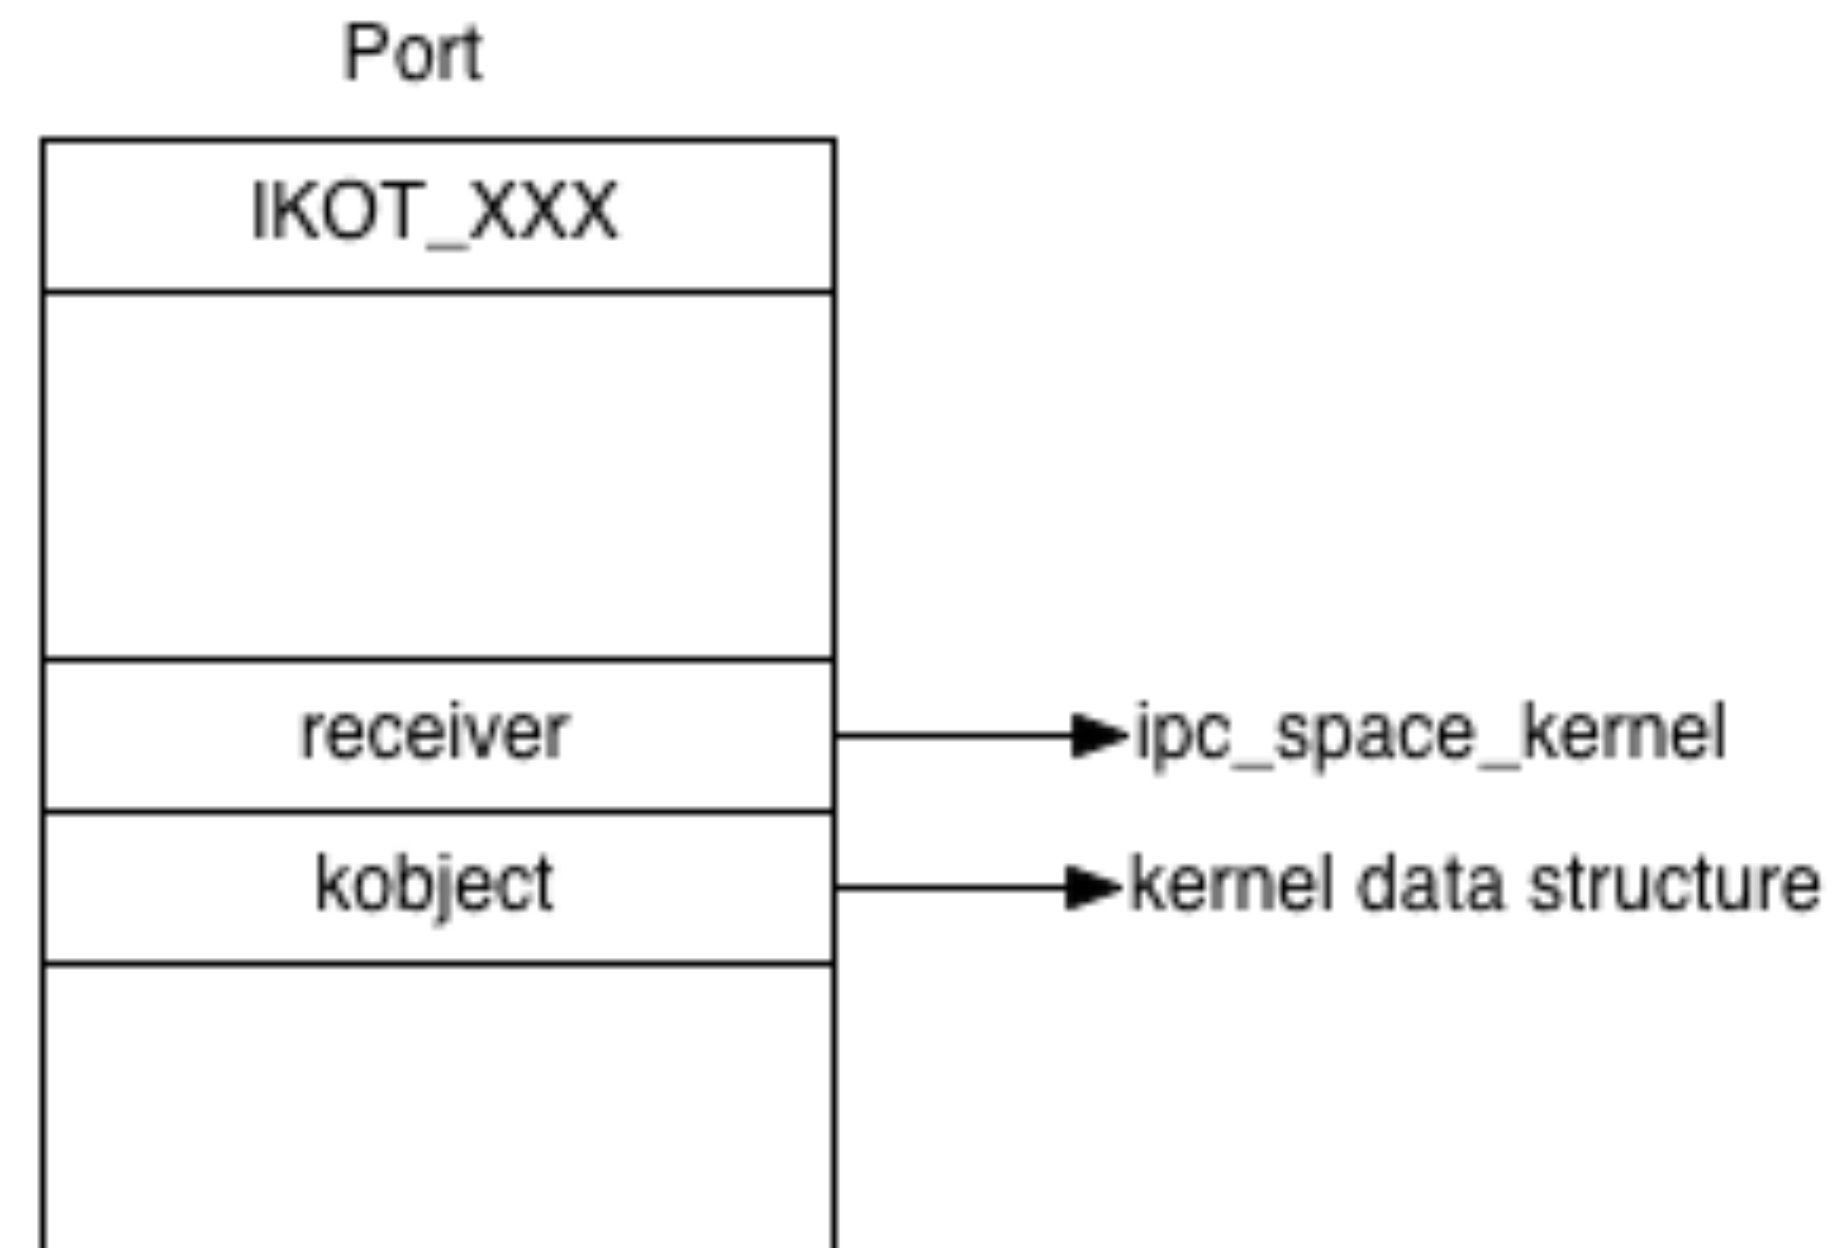 Port
IKOT_XXX
receiver
ipc_space_kernel
kobject
kernel data structure